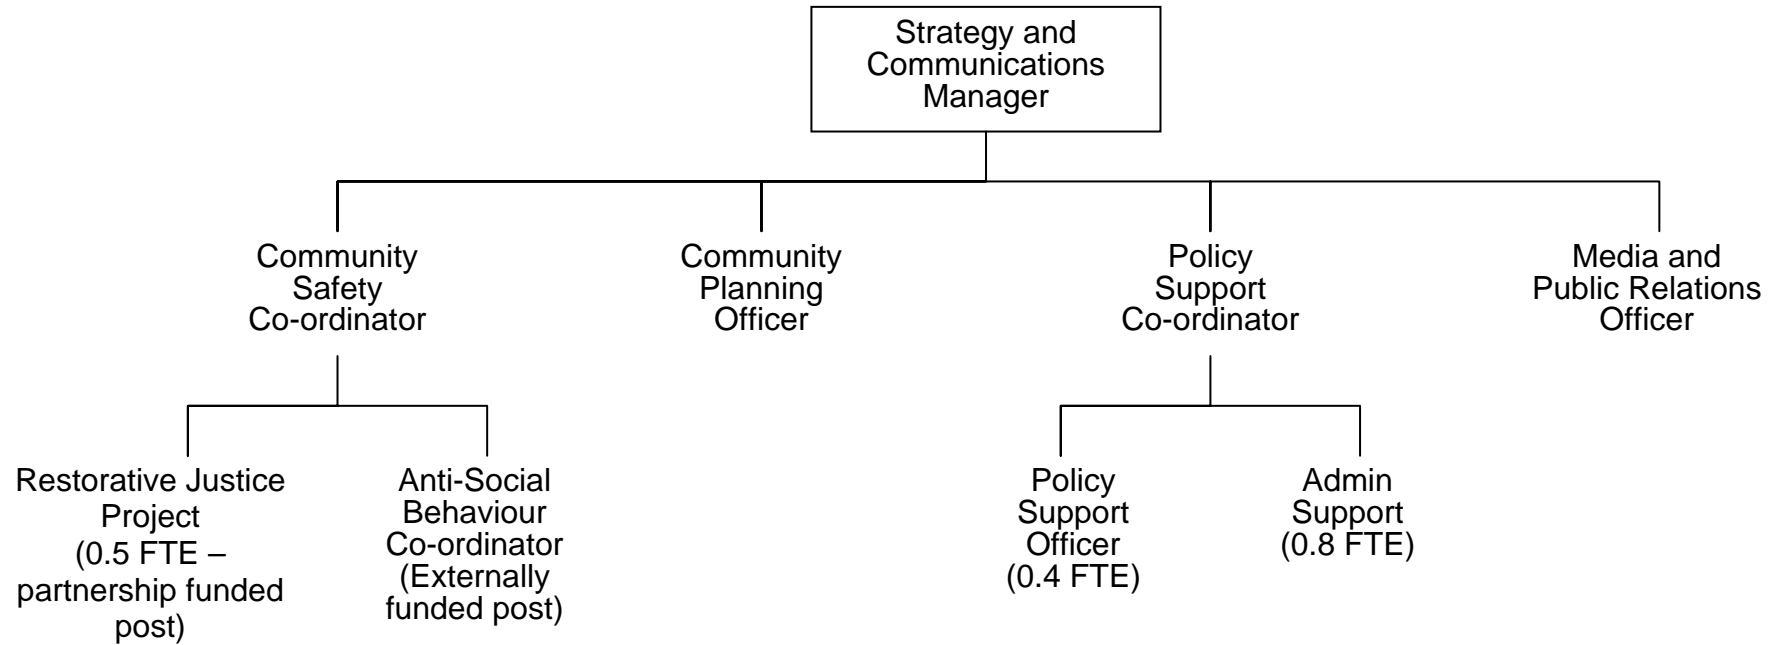 Strategy and
Communications
Manager
Community
Safety
Co-ordinator
Community
Planning
Officer
Policy
Support
Co-ordinator
Media and
Public Relations
Officer
Restorative Justice
Project
(0.5 FTE –
partnership funded
post)
Anti-Social
Behaviour
Co-ordinator
(Externally
funded post)
Policy
Support
Officer
(0.4 FTE)
Admin
Support
(0.8 FTE)